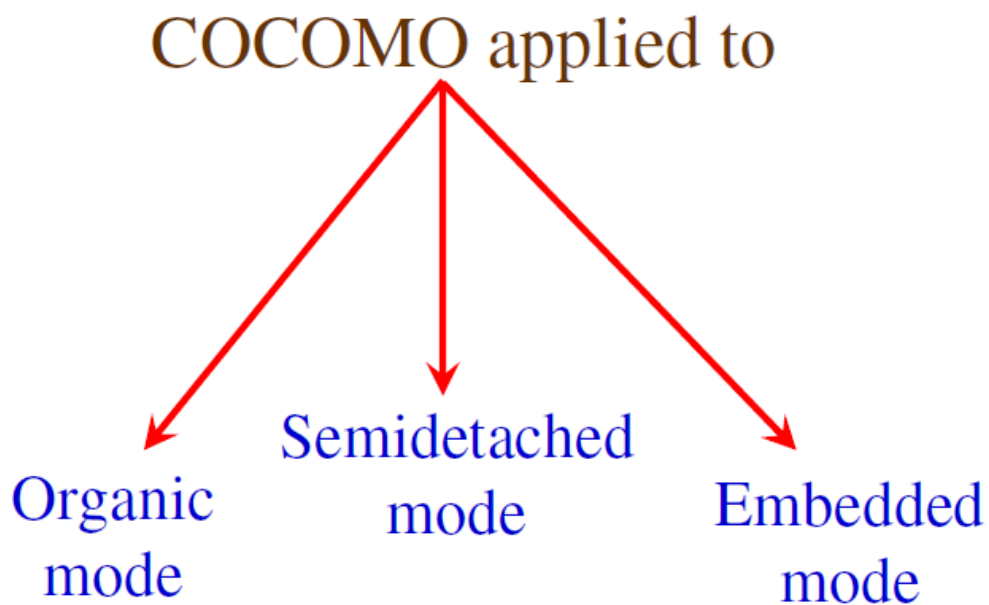 COCOMO applied to
Organic
mode
Semidetached
mode
Embedded
mode